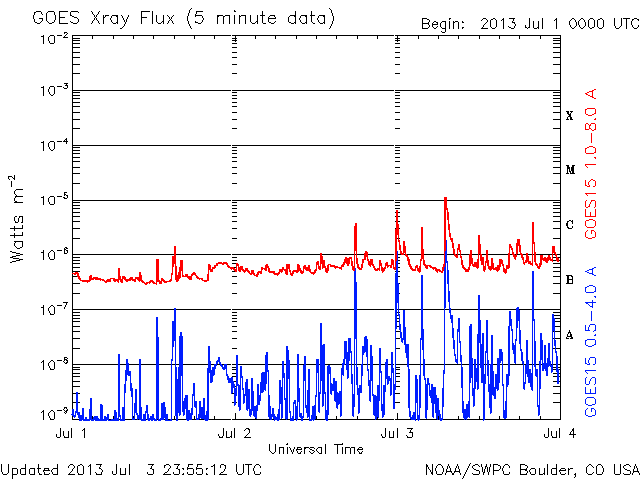 GOES Xray Flux (5 minute data)
Begin: 2013 Jul 1 0000 UTC
10-2
10-3
10-4
10-5
10-6
10-7
10-8
10-9
Watts m-2
X
M
C
B
A
GOES15 1.0-8.0 A
GOES15 0.5-4.0 A
Jul 1
Jul 2
Jul 3
Jul 4
Universal Time
Updated 2013 Jul 3 23:55:12 UTC
NOAA/SWPC Boulder, CO USA